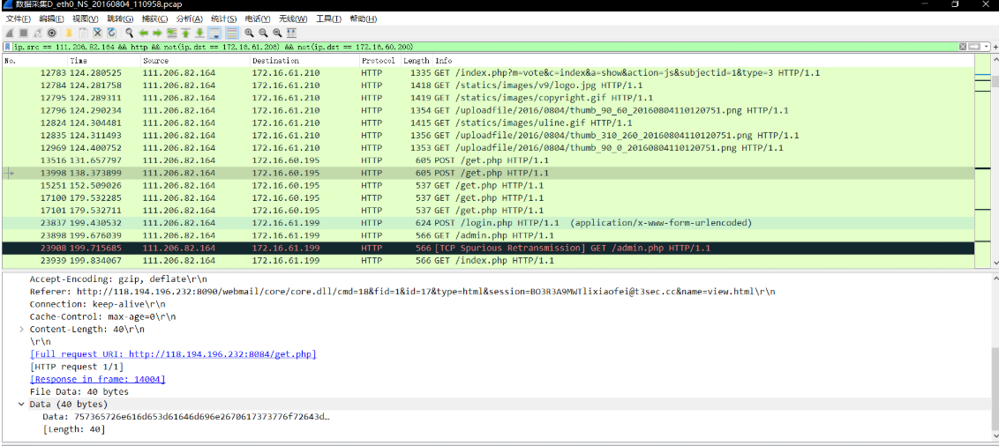 数据采集D_eth0_NS_20160804_110958.pcap
文件(F) 编辑(E) 视图(V) 跳转(G) 捕获(C) 分析(A) 统计(S) 电话(Y) 无线(W) 工具(T) 帮助(H)
ip.src == 111.206.82.164 && http && not(ip.dst == 172.16.61.206) && not(ip.dst == 172.16.60.200)
No. Time Source Destination Protocol Length Info
12783 124.280525 111.206.82.164 172.16.61.210 HTTP 1335 GET /index.php?m=vote&c=index&a=show&action=js&subjectid=1&type=3 HTTP/1.1
12784 124.281758 111.206.82.164 172.16.61.210 HTTP 1418 GET /statics/images/v9/logo.jpg HTTP/1.1
12795 124.289311 111.206.82.164 172.16.61.210 HTTP 1419 GET /statics/images/copyright.gif HTTP/1.1
12796 124.290234 111.206.82.164 172.16.61.210 HTTP 1354 GET /uploadfile/2016/0804/thumb_90_60_20160804110120751.png HTTP/1.1
12824 124.304481 111.206.82.164 172.16.61.210 HTTP 1415 GET /statics/images/uline.gif HTTP/1.1
12835 124.311493 111.206.82.164 172.16.61.210 HTTP 1356 GET /uploadfile/2016/0804/thumb_310_260_20160804110120751.png HTTP/1.1
12969 124.400752 111.206.82.164 172.16.61.210 HTTP 1353 GET /uploadfile/2016/0804/thumb_90_0_20160804110120751.png HTTP/1.1
13516 131.657797 111.206.82.164 172.16.60.195 HTTP 605 POST /get.php HTTP/1.1
13998 138.373899 111.206.82.164 172.16.60.195 HTTP 605 POST /get.php HTTP/1.1
15251 152.509026 111.206.82.164 172.16.60.195 HTTP 537 GET /get.php HTTP/1.1
17100 179.532285 111.206.82.164 172.16.60.195 HTTP 537 GET /get.php HTTP/1.1
17101 179.532711 111.206.82.164 172.16.60.195 HTTP 537 GET /get.php HTTP/1.1
23837 199.430532 111.206.82.164 172.16.61.199 HTTP 624 POST /login.php HTTP/1.1 (application/x-www-form-urlencoded)
23898 199.676039 111.206.82.164 172.16.61.199 HTTP 566 GET /admin.php HTTP/1.1
23908 199.715685 111.206.82.164 172.16.61.199 HTTP 566 [TCP Spurious Retransmission] GET /admin.php HTTP/1.1
23939 199.834067 111.206.82.164 172.16.61.199 HTTP 566 GET /index.php HTTP/1.1
Accept-Encoding: gzip, deflate\r\n
Referer: http://118.194.196.232:8090/webmail/core/core.dll/cmd=18&fid=1&id=17&type=html&session=BO3R3A9MWTlixiaofei@t3sec.cc&name=view.html\r\n
Connection: keep-alive\r\n
Cache-Control: max-age=0\r\n
Content-Length: 40\r\n
\r\n
[Full request URI: http://118.194.196.232:8084/get.php]
[HTTP request 1/1]
[Response in frame: 14004]
File Data: 40 bytes
Data (40 bytes)
Data: 757365726e616d653d61646d696e2670617373776f72643d…
[Length: 40]